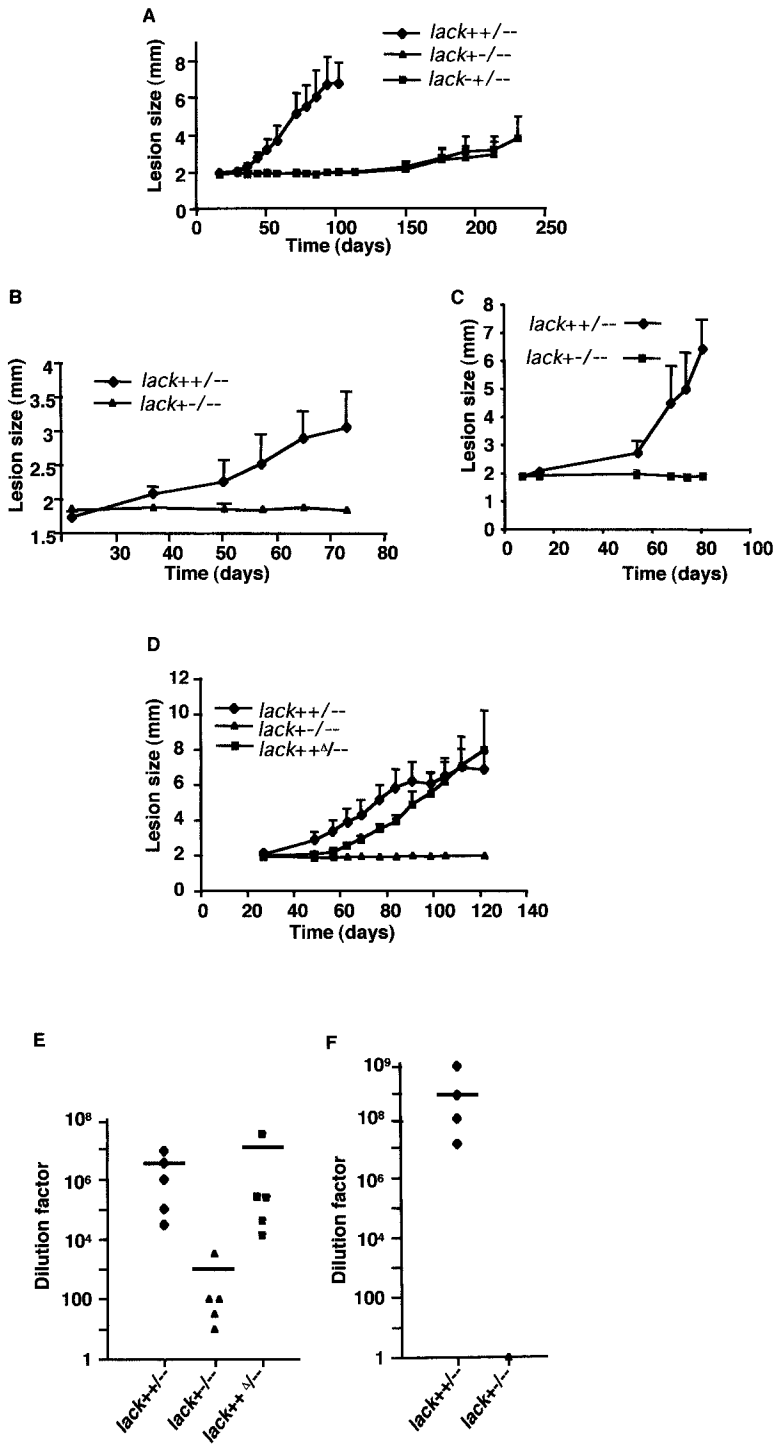 A
lack++/--
lack+-/--
lack-+/--
Lesion size (mm)
8
6
4
2
0
0 50 100 150 200 250
Time (days)
B
lack++/--
lack+-/--
Lesion size (mm)
4
3.5
3
2.5
2
1.5
30 40 50 60 70 80
Time (days)
C
lack++/--
lack+-/--
Lesion size (mm)
8
7
6
5
4
3
2
1
0
0 20 40 60 80 100
Time (days)
D
lack++/--
lack+-/--
lack++Δ/--
Lesion size (mm)
12
10
8
6
4
2
0
0 20 40 60 80 100 120 140
Time (days)
E
Dilution factor
10⁸
10⁶
10⁴
100
1
lack++/--
lack+-/--
lack++Δ/--
F
Dilution factor
10⁹
10⁸
10⁶
10⁴
100
1
lack++/--
lack+-/--